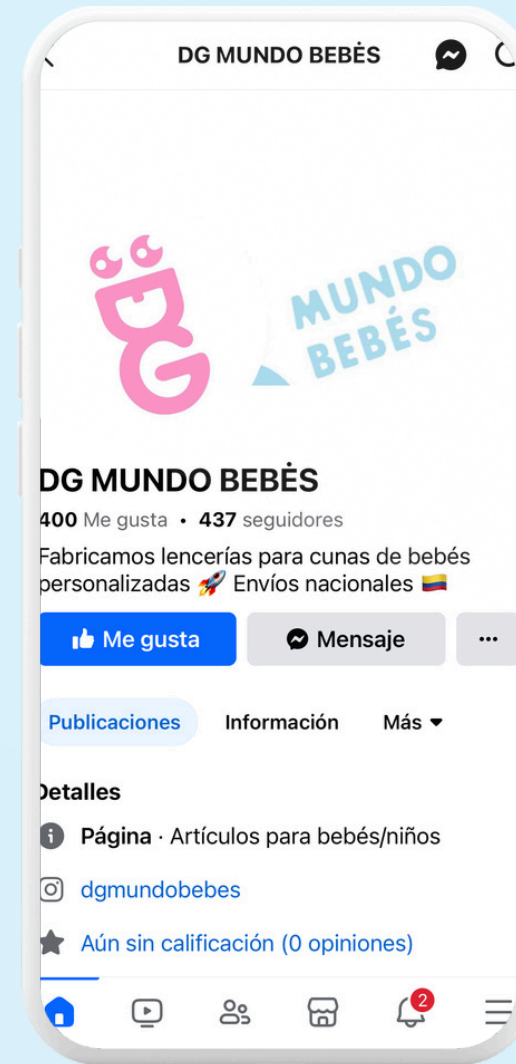 DG MUNDO BEBĖS
DG
MUNDO
BEBÉS
DG MUNDO BEBĖS
400 Me gusta • 437 seguidores
Fabricamos lencerías para cunas de bebés
personalizadas 🚀 Envíos nacionales 🇨🇴
Me gusta
Mensaje
Publicaciones
Información
Más
Detalles
Página · Artículos para bebés/niños
dgmundobebes
Aún sin calificación (0 opiniones)
2